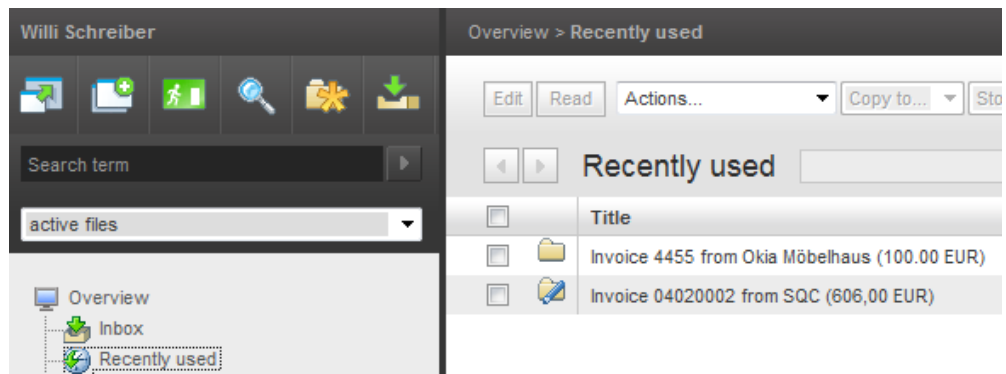 Willi Schreiber
Search term
active files
Overview
Inbox
Recently used
Overview > Recently used
Edit Read Actions... Copy to... Sto
Recently used
Title
Invoice 4455 from Okia Möbelhaus (100.00 EUR)
Invoice 04020002 from SQC (606,00 EUR)